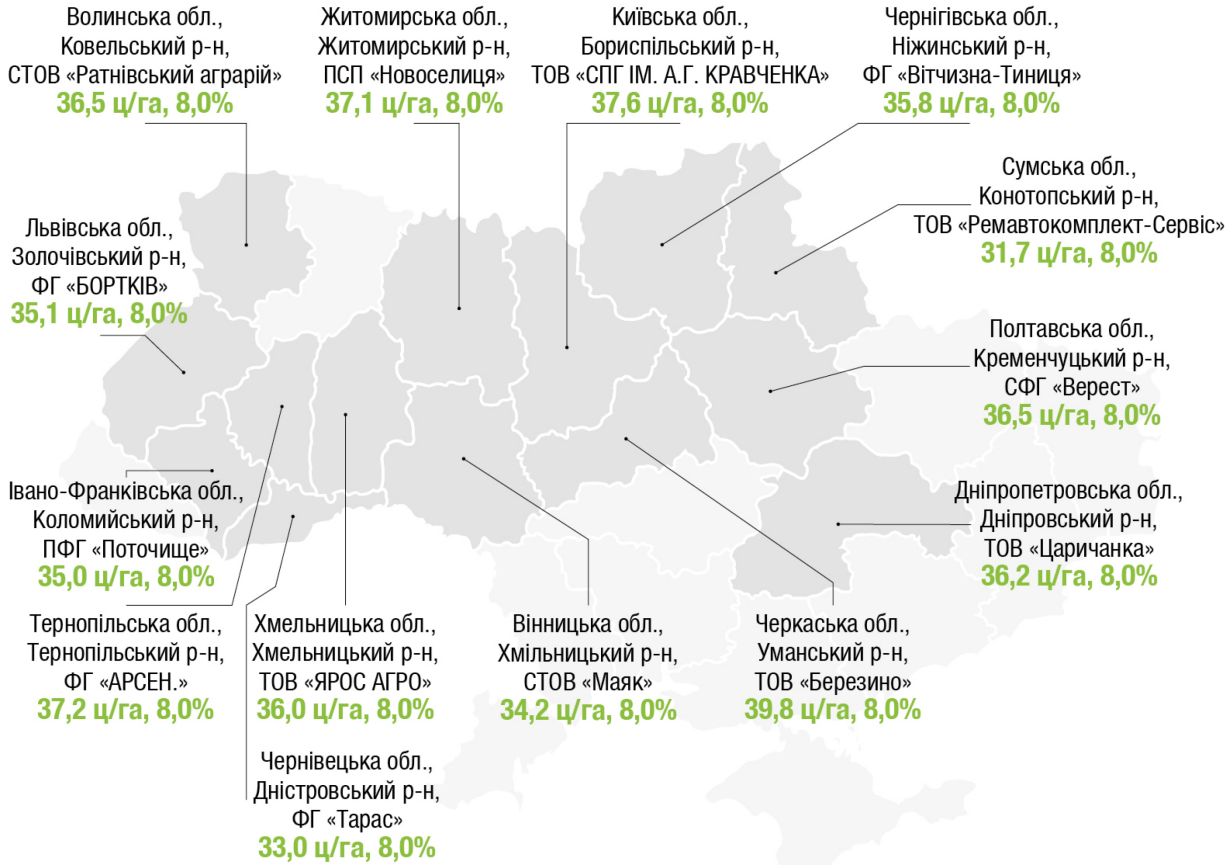 Волинська обл.,
Ковельський р-н,
СТОВ «Ратнівський аграрій»
36,5 ц/га, 8,0%
Житомирська обл.,
Житомирський р-н,
ПСП «Новоселиця»
37,1 ц/га, 8,0%
Київська обл.,
Бориспільський р-н,
ТОВ «СПГ ІМ. А.Г. КРАВЧЕНКА»
37,6 ц/га, 8,0%
Чернігівська обл.,
Ніжинський р-н,
ФГ «Вітчизна-Тиниця»
35,8 ц/га, 8,0%
Сумська обл.,
Конотопський р-н,
ТОВ «Ремавтокомплект-Сервіс»
31,7 ц/га, 8,0%
Львівська обл.,
Золочівський р-н,
ФГ «БОРТКІВ»
35,1 ц/га, 8,0%
Полтавська обл.,
Кременчуцький р-н,
СФГ «Верест»
36,5 ц/га, 8,0%
Івано-Франківська обл.,
Коломийський р-н,
ПФГ «Поточище»
35,0 ц/га, 8,0%
Дніпропетровська обл.,
Дніпровський р-н,
ТОВ «Царичанка»
36,2 ц/га, 8,0%
Тернопільська обл.,
Тернопільський р-н,
ФГ «АРСЕН.»
37,2 ц/га, 8,0%
Хмельницька обл.,
Хмельницький р-н,
ТОВ «ЯРОС АГРО»
36,0 ц/га, 8,0%
Вінницька обл.,
Хмільницький р-н,
СТОВ «Маяк»
34,2 ц/га, 8,0%
Черкаська обл.,
Уманський р-н,
ТОВ «Березино»
39,8 ц/га, 8,0%
Чернівецька обл.,
Дністровський р-н,
ФГ «Тарас»
33,0 ц/га, 8,0%